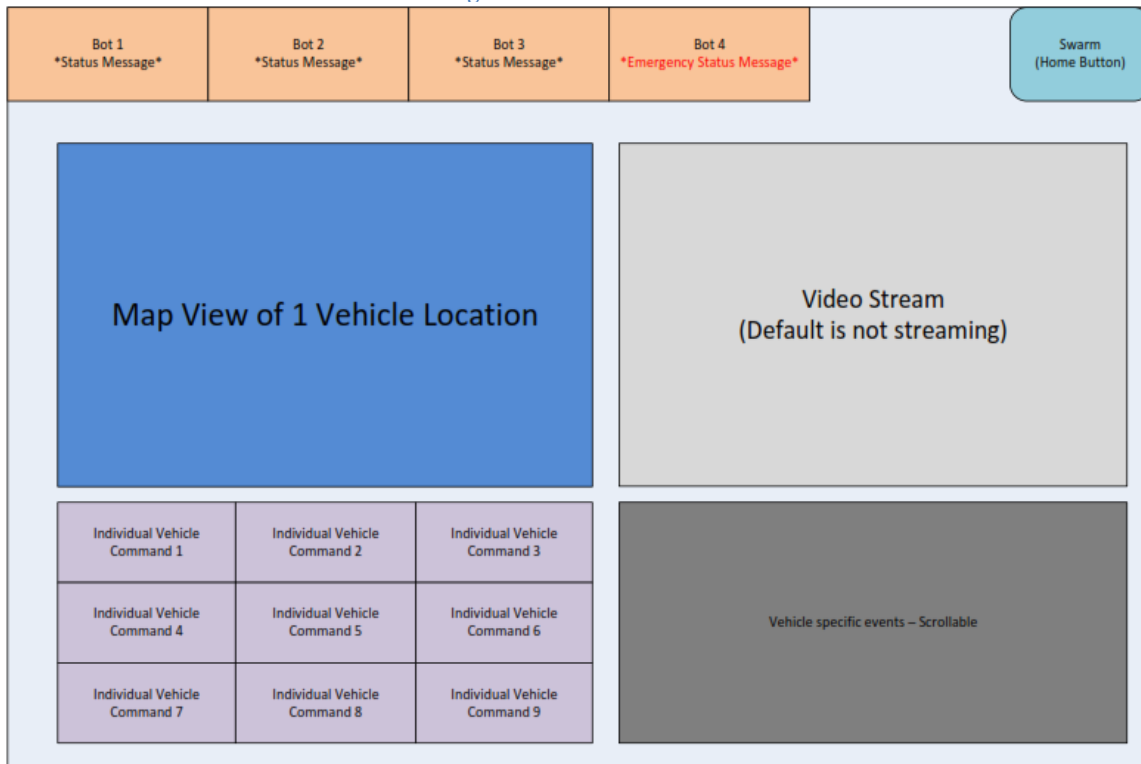 Bot 1
*Status Message*
Bot 2
*Status Message*
Bot 3
*Status Message*
Bot 4
*Emergency Status Message*
Swarm
(Home Button)
Map View of 1 Vehicle Location
Video Stream
(Default is not streaming)
Individual Vehicle
Command 1
Individual Vehicle
Command 2
Individual Vehicle
Command 3
Individual Vehicle
Command 4
Individual Vehicle
Command 5
Individual Vehicle
Command 6
Individual Vehicle
Command 7
Individual Vehicle
Command 8
Individual Vehicle
Command 9
Vehicle specific events – Scrollable